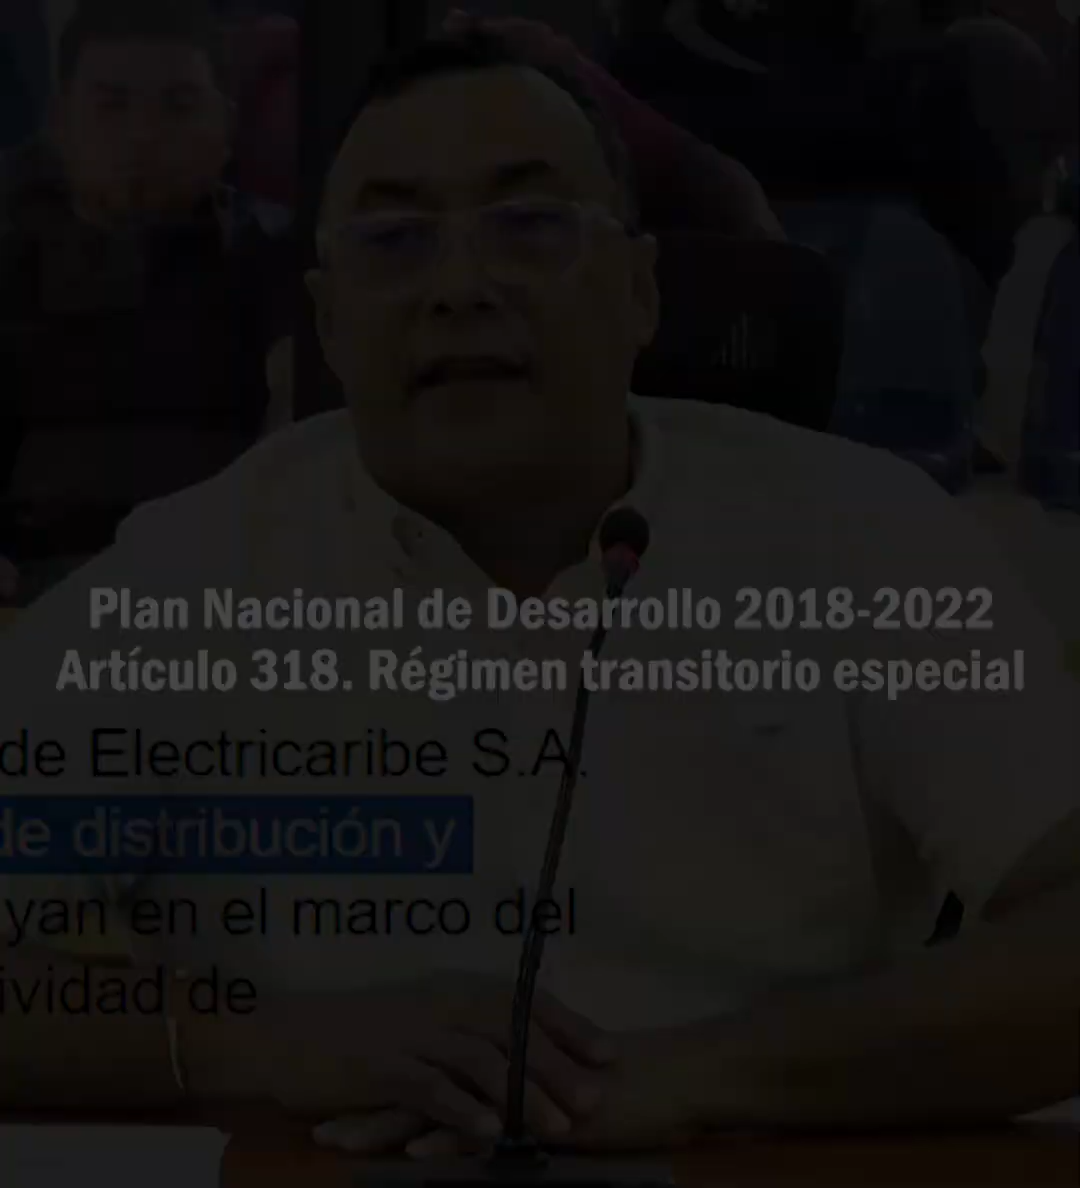 Plan Nacional de Desarrollo 2018-2022
Artículo 318. Régimen transitorio especial
de Electricaribe S.A.
de distribución y
yan en el marco del
ividad de